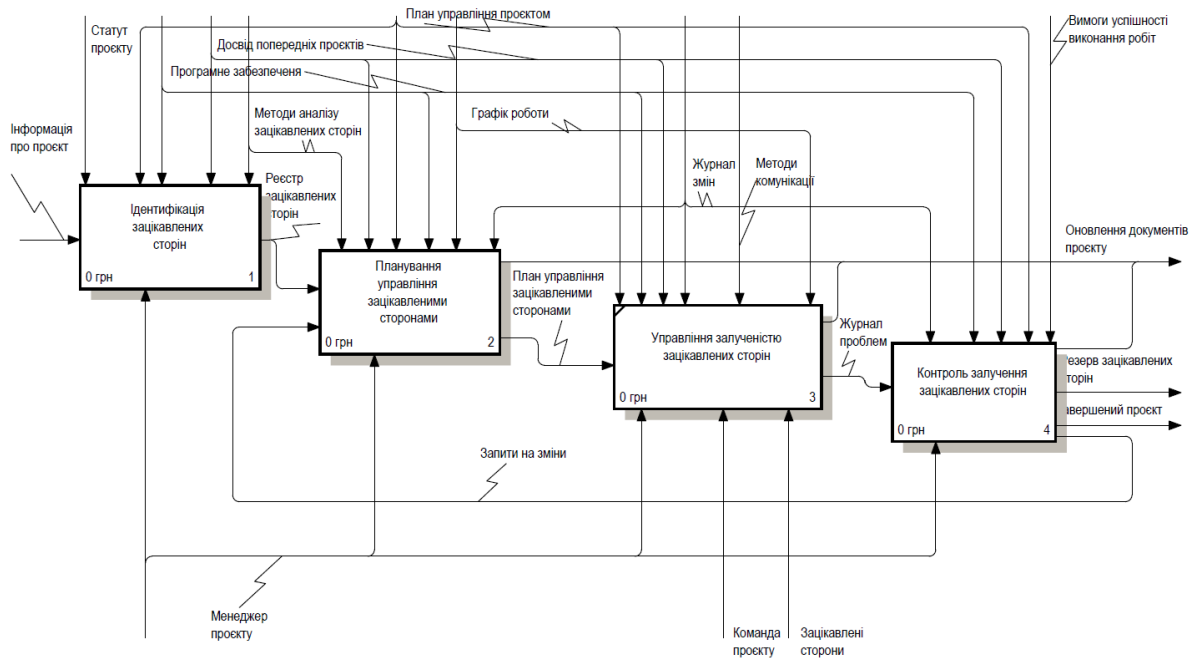 План управління проєктом
Вимоги успішності
виконання робіт
Статут
проєкту
Досвід попередніх проєктів
Програмне забезпеченя
Методи аналізу
зацікавлених сторін
Графік роботи
Інформація
про проєкт
Журнал
змін
Методи
комунікації
Реєстр
зацікавлених
сторін
Ідентифікація
зацікавлених
сторін
0 грн
1
Оновлення документів
проєкту
Планування
управління
зацікавленими
сторонами
0 грн
2
План управління
зацікавленими
сторонами
Управління залученістю
зацікавлених сторін
0 грн
3
Журнал
проблем
Контроль залучення
зацікавлених сторін
0 грн
4
Резерв зацікавлених
сторін
Завершений проєкт
Запити на зміни
Менеджер
проєкту
Команда
проєкту
Зацікавлені
сторони